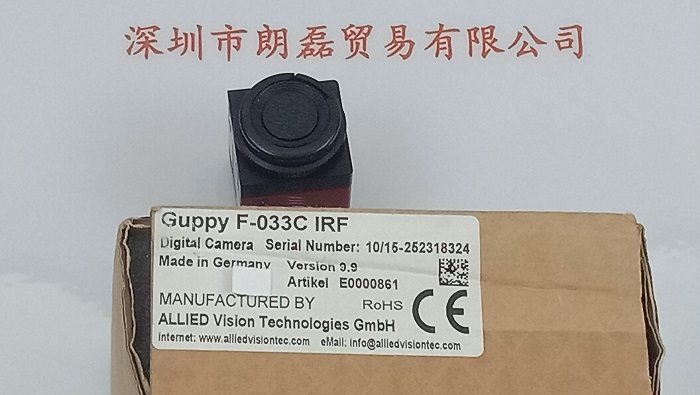 深圳市朗磊贸易有限公司
Guppy F-033C IRF
Digital Camera Serial Number: 10/15-252318324
Made in Germany Version 9.9
Artikel E0000861
MANUFACTURED BY RoHS CE
ALLIED Vision Technologies GmbH
Internet: www.alliedvisiontec.com eMail: info@alliedvisiontec.com